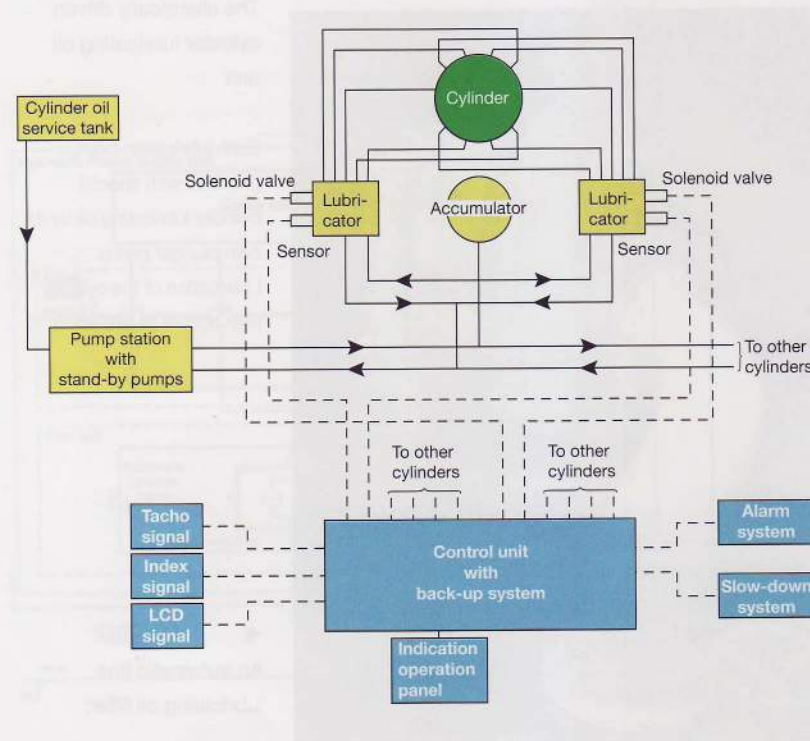 Cylinder oil
service tank
Cylinder
Solenoid valve
Lubri-
cator
Accumulator
Lubri-
cator
Solenoid valve
Sensor
Sensor
Pump station
with
stand-by pumps
To other
cylinders
To other
cylinders
To other
cylinders
Tacho
signal
Index
signal
LCD
signal
Control unit
with
back-up system
Alarm
system
Slow-down
system
Indication
operation
panel